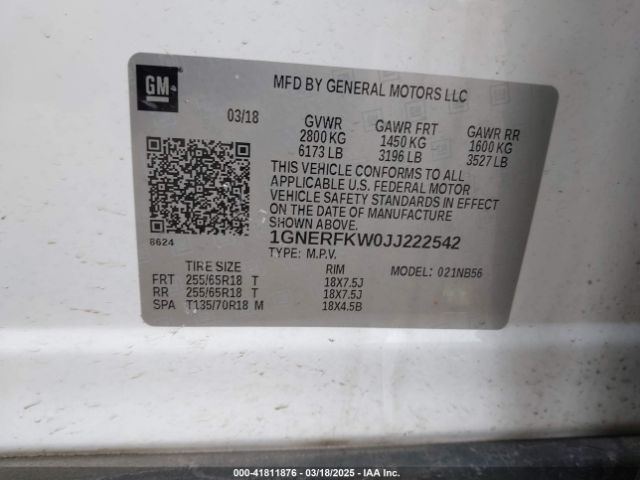 GM
MFD BY GENERAL MOTORS LLC
03/18
GVWR GAWR FRT GAWR RR
2800 KG 1450 KG 1600 KG
6173 LB 3196 LB 3527 LB
THIS VEHICLE CONFORMS TO ALL
APPLICABLE U.S. FEDERAL MOTOR
VEHICLE SAFETY STANDARDS IN EFFECT
ON THE DATE OF MANUFACTURE SHOWN ABOVE.
1GNERFKW0JJ222542
8624
TYPE: M.P.V.
TIRE SIZE RIM MODEL: 021NB56
FRT 255/65R18 T 18X7.5J
RR 255/65R18 T 18X7.5J
SPA T135/70R18 M 18X4.5B
000-41811876 - 03/18/2025 - IAA Inc.